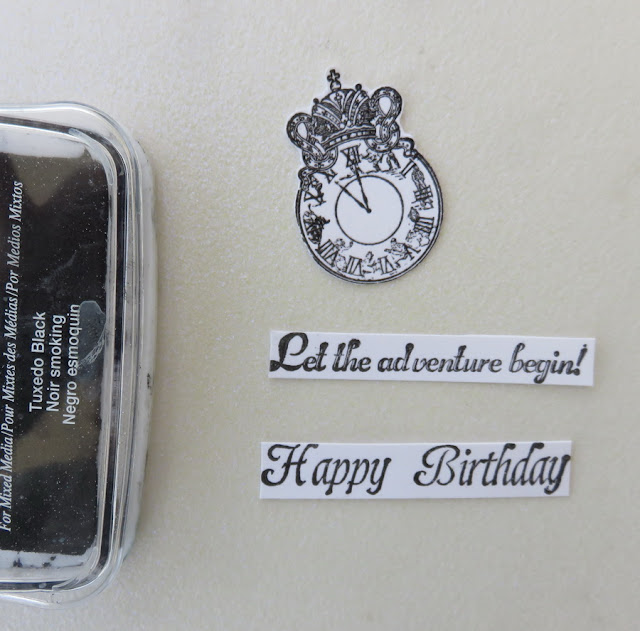 For Mixed Media/Pour Mixtes des Médias/Por Medios Mixtos
Tuxedo Black
Noir smoking
Negro esmoquin
XII
Let the adventure begin!
Happy Birthday